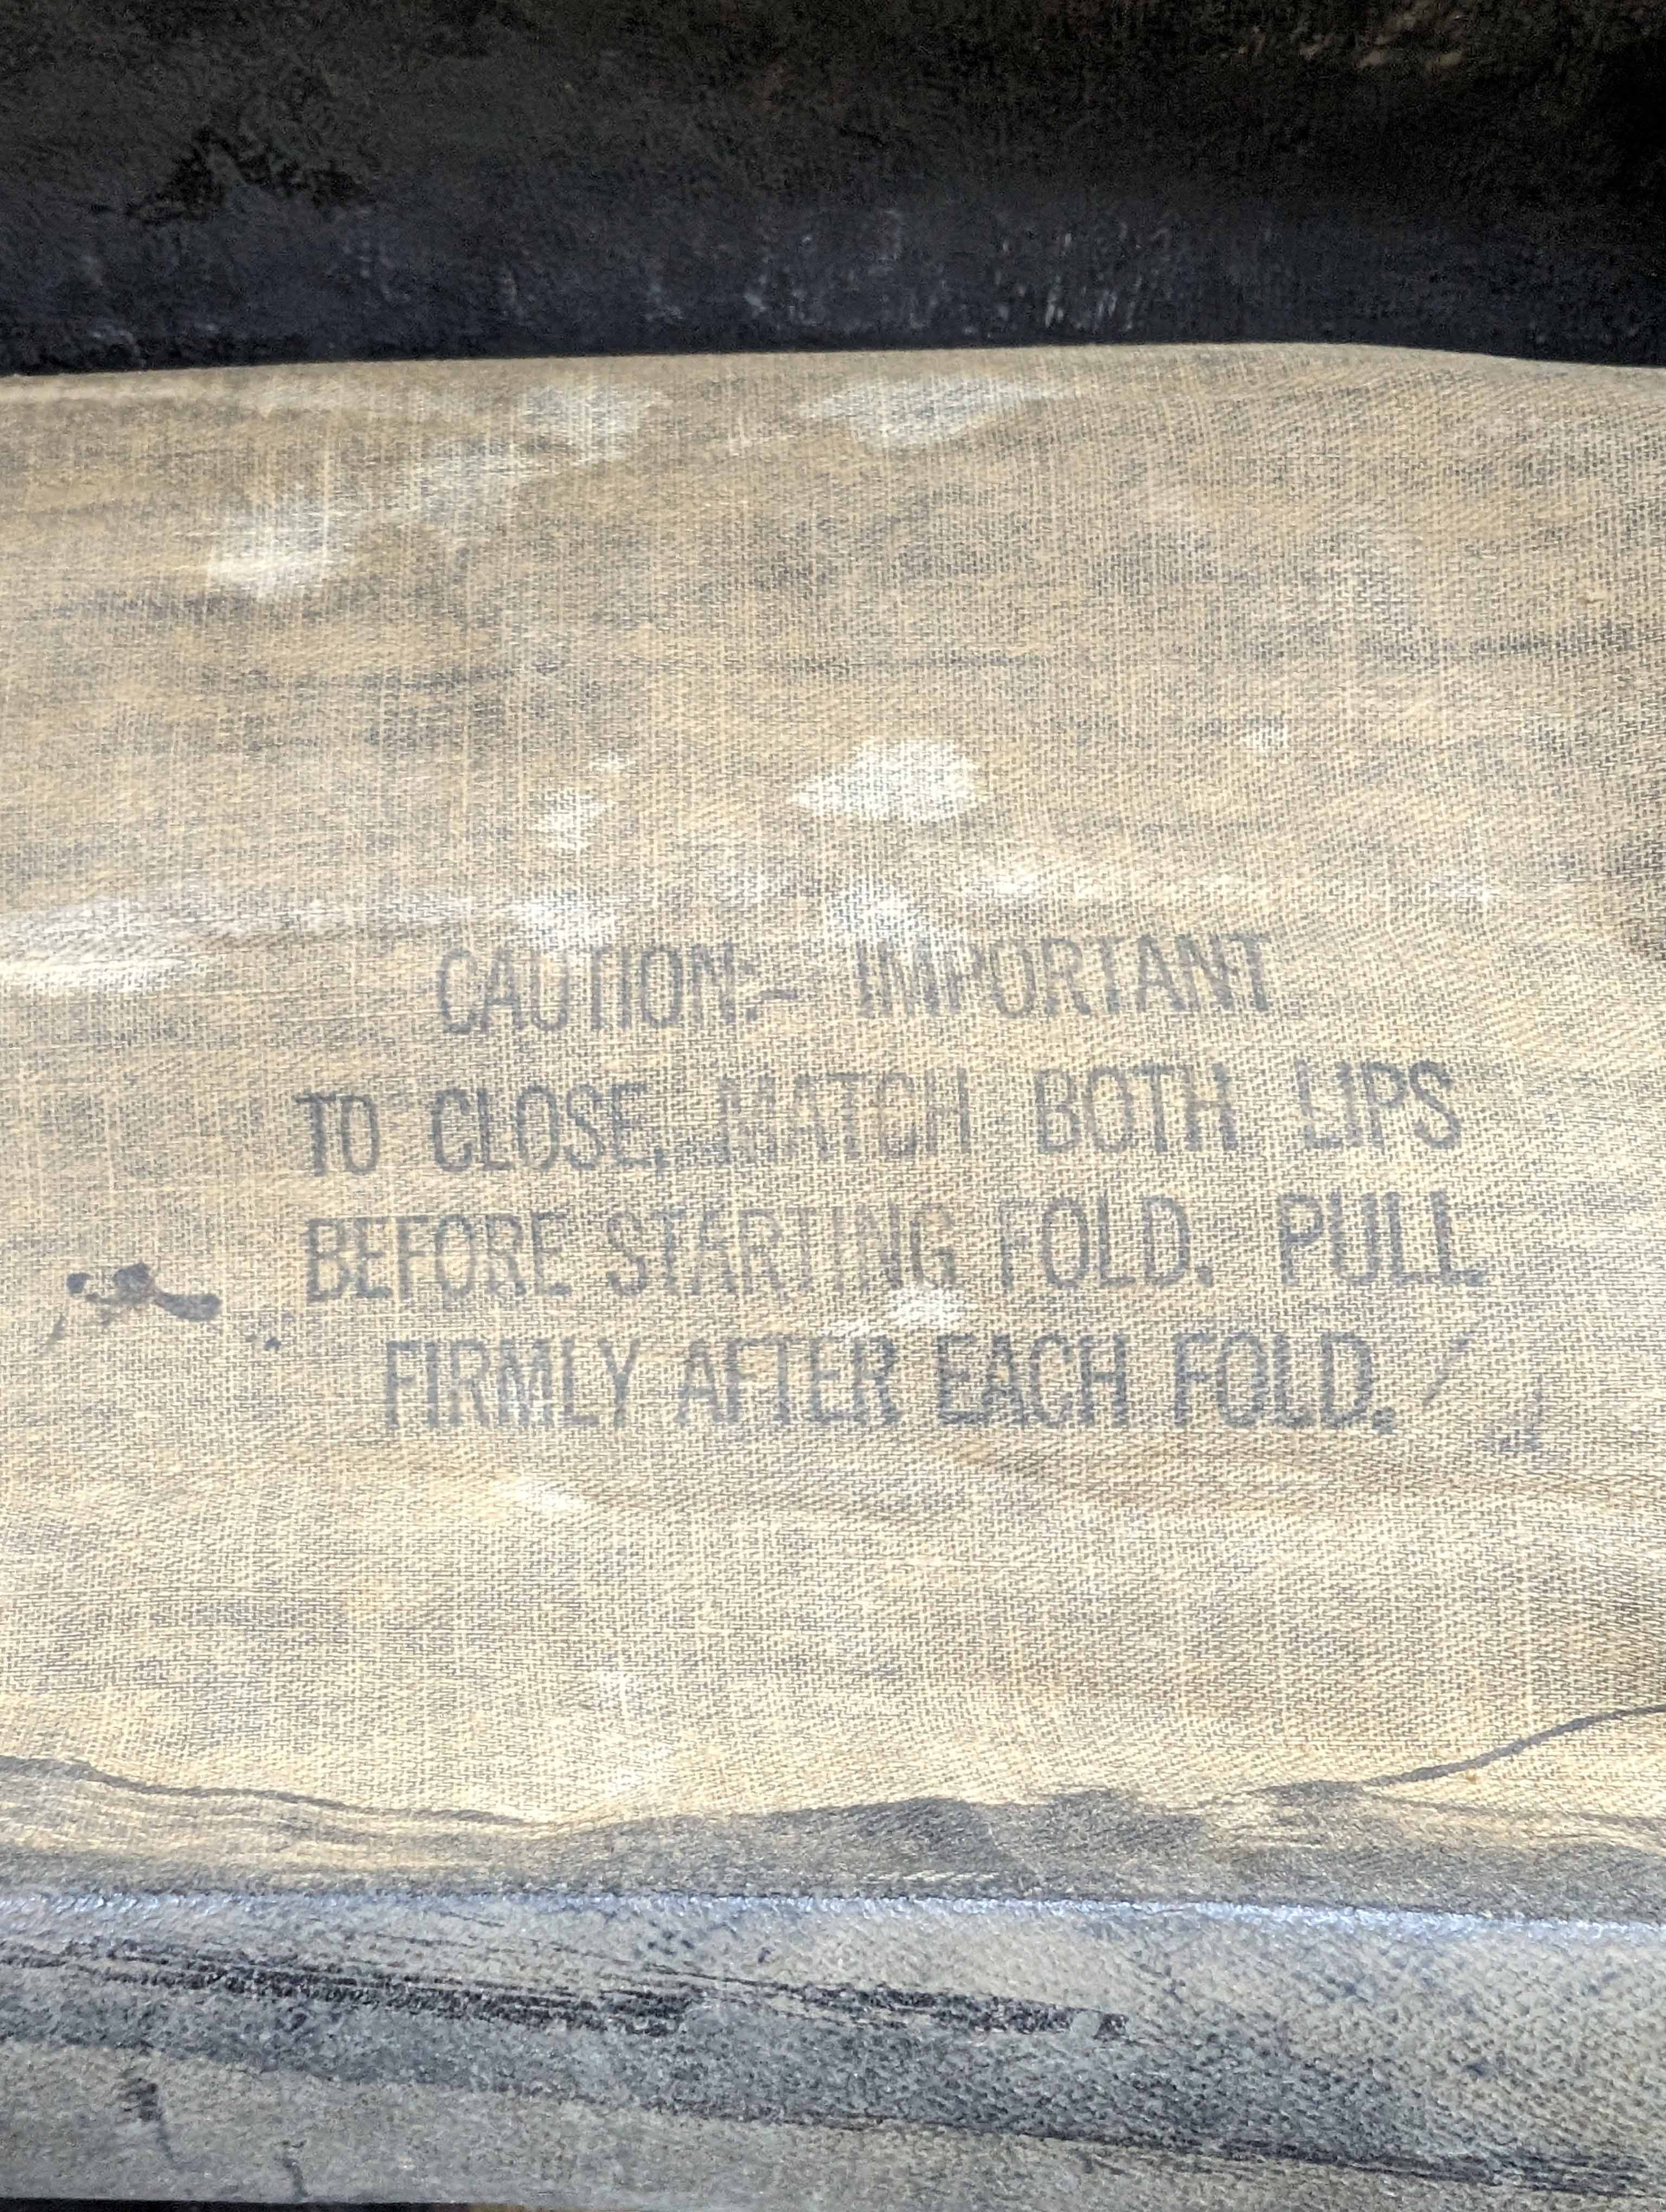 CAUTION:- IMPORTANT
TO CLOSE, MATCH BOTH LIPS
BEFORE STARTING FOLD. PULL
FIRMLY AFTER EACH FOLD.